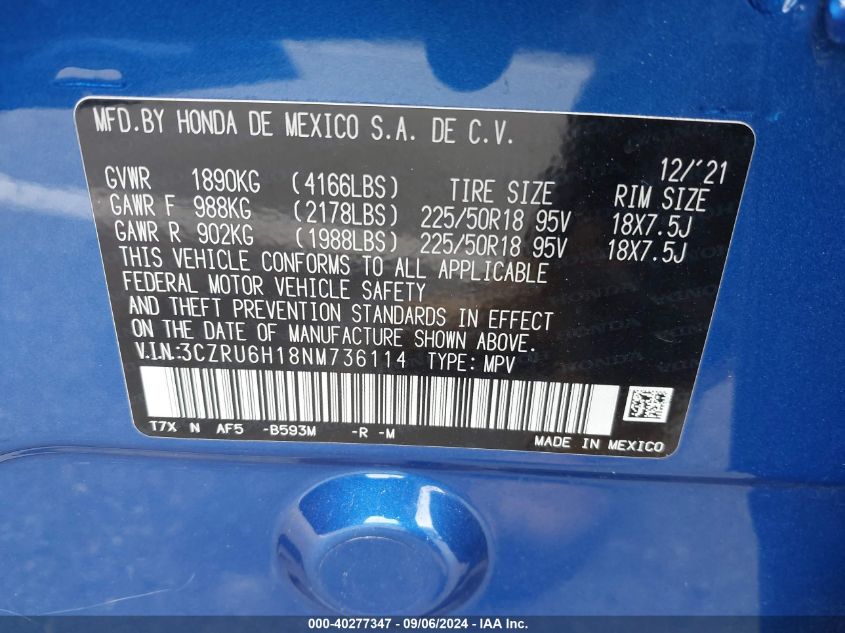 MFD.BY HONDA DE MEXICO S.A. DE C.V.
12/'21
GVWR 1890KG (4166LBS) TIRE SIZE RIM SIZE
GAWR F 988KG (2178LBS) 225/50R18 95V 18X7.5J
GAWR R 902KG (1988LBS) 225/50R18 95V 18X7.5J
THIS VEHICLE CONFORMS TO ALL APPLICABLE
FEDERAL MOTOR VEHICLE SAFETY
AND THEFT PREVENTION STANDARDS IN EFFECT
ON THE DATE OF MANUFACTURE SHOWN ABOVE.
V.I.N.:3CZRU6H18NM736114 TYPE: MPV
T7X N AF5 -B593M -R -M
MADE IN MEXICO
000-40277347 - 09/06/2024 - IAA Inc.